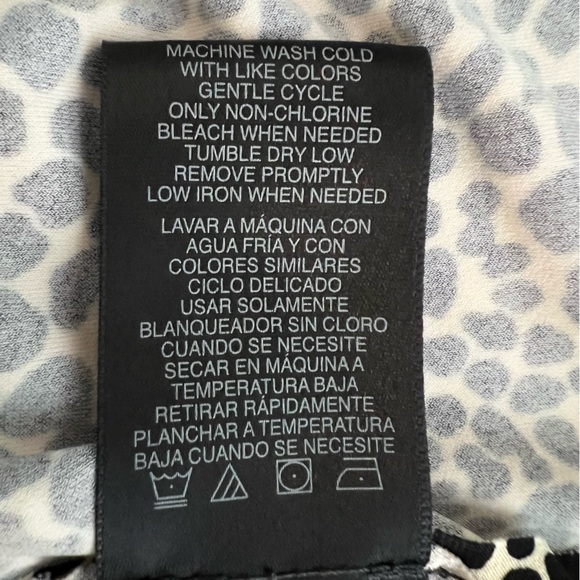 MACHINE WASH COLD
WITH LIKE COLORS
GENTLE CYCLE
ONLY NON-CHLORINE
BLEACH WHEN NEEDED
TUMBLE DRY LOW
REMOVE PROMPTLY
LOW IRON WHEN NEEDED
LAVAR A MÁQUINA CON
AGUA FRÍA Y CON
COLORES SIMILARES
CICLO DELICADO
USAR SOLAMENTE
BLANQUEADOR SIN CLORO
CUANDO SE NECESITE
SECAR EN MÁQUINA A
TEMPERATURA BAJA
RETIRAR RÁPIDAMENTE
PLANCHAR A TEMPERATURA
BAJA CUANDO SE NECESITE